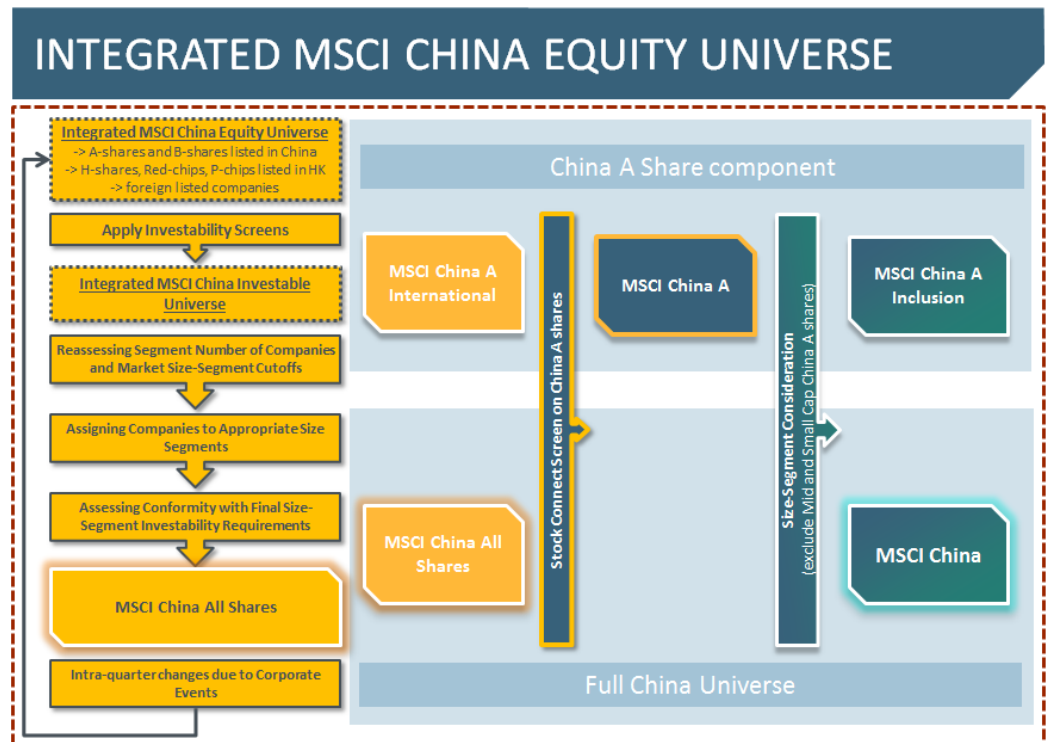 INTEGRATED MSCI CHINA EQUITY UNIVERSE
Integrated MSCI China Equity Universe
-> A-shares and B-shares listed in China
-> H-shares, Red-chips, P-chips listed in HK
-> foreign listed companies
Apply Investability Screens
Integrated MSCI China Investable
Universe
Reassessing Segment Number of Companies
and Market Size-Segment Cutoffs
Assigning Companies to Appropriate Size
Segments
Assessing Conformity with Final Size-
Segment Investability Requirements
MSCI China All Shares
Intra-quarter changes due to Corporate
Events
China A Share component
MSCI China A
International
Stock Connect Screen on China A shares
MSCI China A
Size-Segment Consideration
(exclude Mid and Small Cap China A shares)
MSCI China A
Inclusion
MSCI China All
Shares
MSCI China
Full China Universe